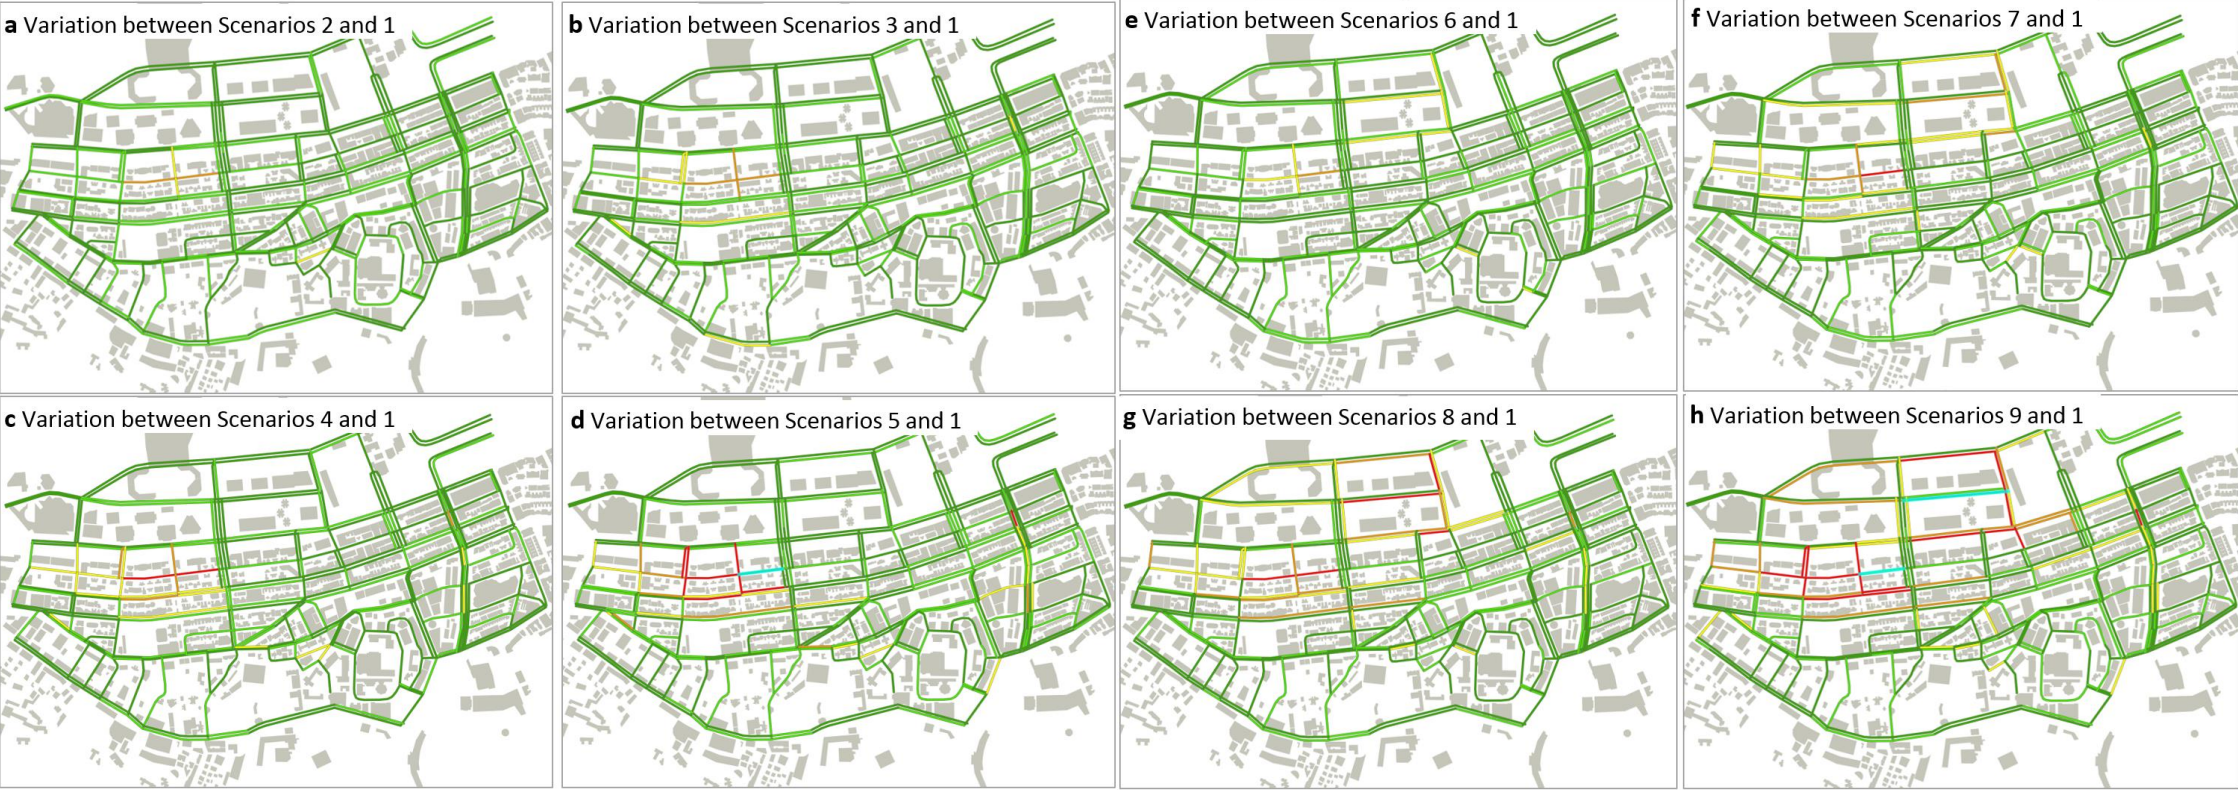 a Variation between Scenarios 2 and 1
b Variation between Scenarios 3 and 1
e Variation between Scenarios 6 and 1
f Variation between Scenarios 7 and 1
c Variation between Scenarios 4 and 1
d Variation between Scenarios 5 and 1
g Variation between Scenarios 8 and 1
h Variation between Scenarios 9 and 1